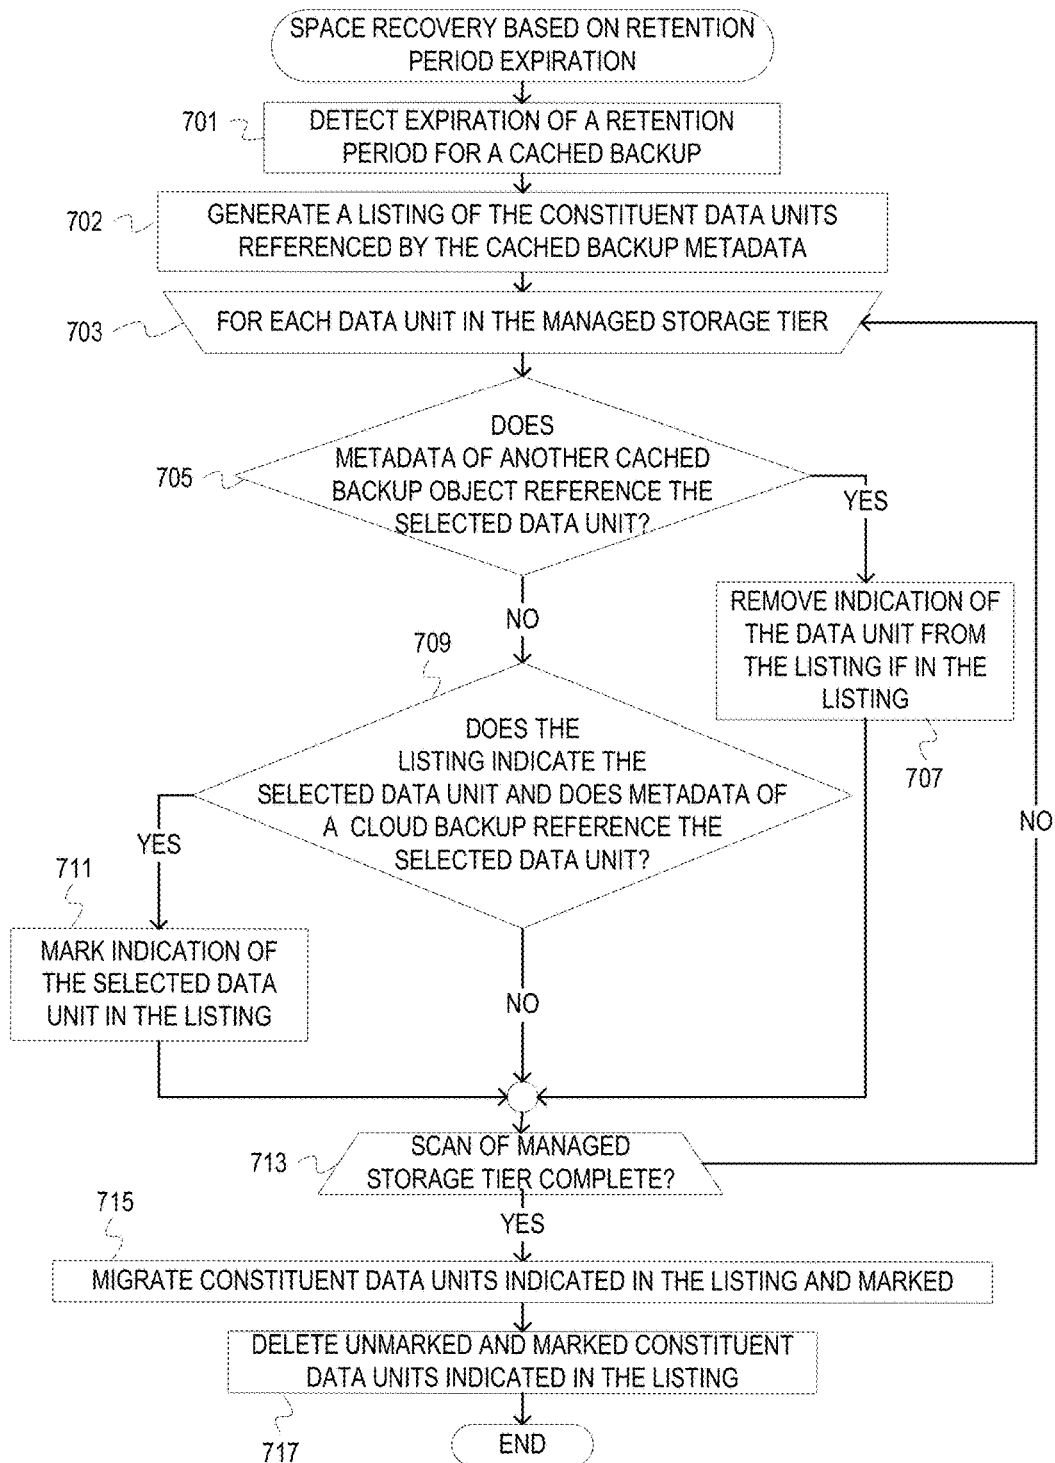 SPACE RECOVERY BASED ON RETENTION
PERIOD EXPIRATION
701
DETECT EXPIRATION OF A RETENTION
PERIOD FOR A CACHED BACKUP
702
GENERATE A LISTING OF THE CONSTITUENT DATA UNITS
REFERENCED BY THE CACHED BACKUP METADATA
703
FOR EACH DATA UNIT IN THE MANAGED STORAGE TIER
705
DOES
METADATA OF ANOTHER CACHED
BACKUP OBJECT REFERENCE THE
SELECTED DATA UNIT?
YES
NO
REMOVE INDICATION OF
THE DATA UNIT FROM
THE LISTING IF IN THE
LISTING
707
709
DOES THE
LISTING INDICATE THE
SELECTED DATA UNIT AND DOES METADATA OF
A CLOUD BACKUP REFERENCE THE
SELECTED DATA UNIT?
YES
NO
711
MARK INDICATION OF
THE SELECTED DATA
UNIT IN THE LISTING
NO
713
SCAN OF MANAGED
STORAGE TIER COMPLETE?
YES
715
MIGRATE CONSTITUENT DATA UNITS INDICATED IN THE LISTING AND MARKED
DELETE UNMARKED AND MARKED CONSTITUENT
DATA UNITS INDICATED IN THE LISTING
717
END